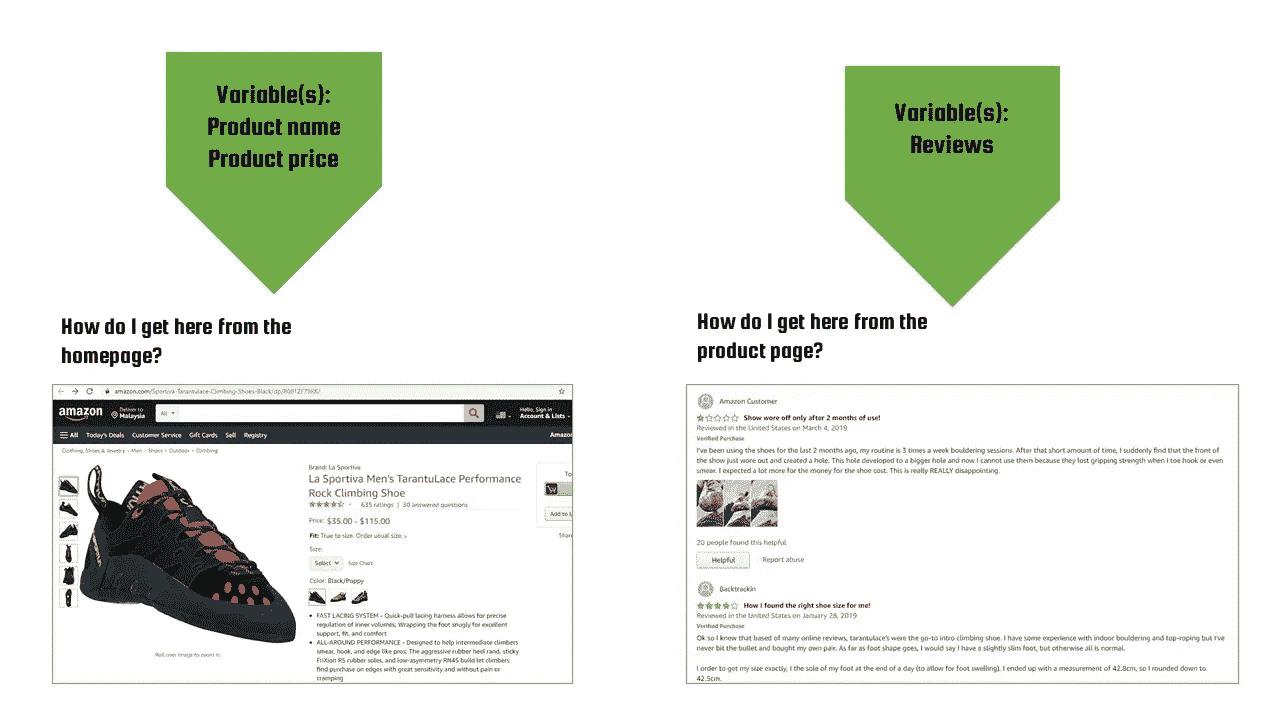 Variable(s):
Product name
Product price
How do I get here from the
homepage?
amazon.com/Sportiva-Tarantulace-Climbing-Shoes-Black/dp/
amazon
Deliver to
Malaysia
All
Hello, Sign in
Account & Lists
All Today's Deals Customer Service Gift Cards Sell Registry
Amazon
Clothing, Shoes & Jewelry › Men › Shoes › Outdoor › Climbing
Brand: La Sportiva
La Sportiva Men's TarantuLace Performance
Rock Climbing Shoe
635 ratings | 30 answered questions
Price: $35.00 - $115.00
Fit: True to size. Order usual size.
Size:
Select Size Chart
Color: Black/Poppy
• FAST LACING SYSTEM - Quick-pull lacing harness allows for precise
regulation of inner volumes; Wrapping the foot snugly for excellent
support, fit, and comfort
• ALL-AROUND PERFORMANCE - Designed to help intermediate climbers
smear, hook, and edge like pros; The aggressive rubber heel rand, sticky
FriXion RS rubber soles, and low-asymmetry RN45 build let climbers
find purchase on edges with great sensitivity and without pain or
cramping
Roll over image to zoom in
To
Add to L
Shar
Variable(s):
Reviews
How do I get here from the
product page?
Amazon Customer
Show wore off only after 2 months of use!
Reviewed in the United States on March 4, 2019
Verified Purchase
I've been using the shoes for the last 2 months ago, my routine is 3 times a week bouldering sessions. After that short amount of time, I suddenly find that the front of
the show just wore out and created a hole. This hole developed to a bigger hole and now I cannot use them because they lost gripping strength when I toe hook or even
smear. I expected a lot more for the money for the shoe cost. This is really REALLY disappointing.
20 people found this helpful
Helpful | Report abuse
Backtrackin
How I found the right shoe size for me!
Reviewed in the United States on January 28, 2019
Verified Purchase
Ok so I knew that based of many online reviews, tarantulace's were the go-to intro climbing shoe. I have some experience with indoor bouldering and top-roping but I've
never bit the bullet and bought my own pair. As far as foot shape goes, I would say I have a slightly slim foot, but otherwise all is normal.
I order to get my size exactly, I the sole of my foot at the end of a day (to allow for foot swelling). I ended up with a measurement of 42.8cm, so I rounded down to
42.5cm.